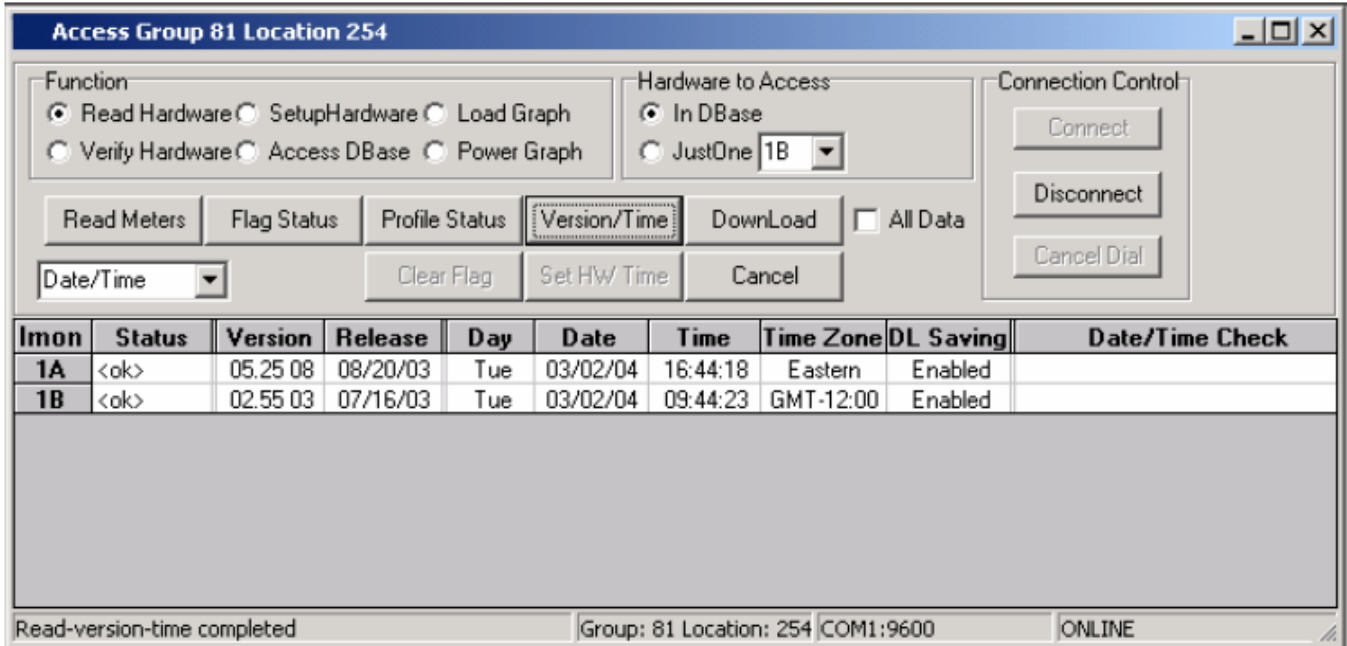 Access Group 81 Location 254
Function
Hardware to Access
Connection Control
Read Hardware SetupHardware Load Graph
In DBase
Connect
Verify Hardware Access DBase Power Graph
JustOne 1B
Disconnect
Read Meters Flag Status Profile Status Version/Time DownLoad All Data
Cancel Dial
Date/Time Clear Flag Set HW Time Cancel
Imon Status Version Release Day Date Time Time Zone DL Saving Date/Time Check
1A <ok> 05.25 08 08/20/03 Tue 03/02/04 16:44:18 Eastern Enabled
1B <ok> 02.55 03 07/16/03 Tue 03/02/04 09:44:23 GMT-12:00 Enabled
Read-version-time completed Group: 81 Location: 254 COM1:9600 ONLINE